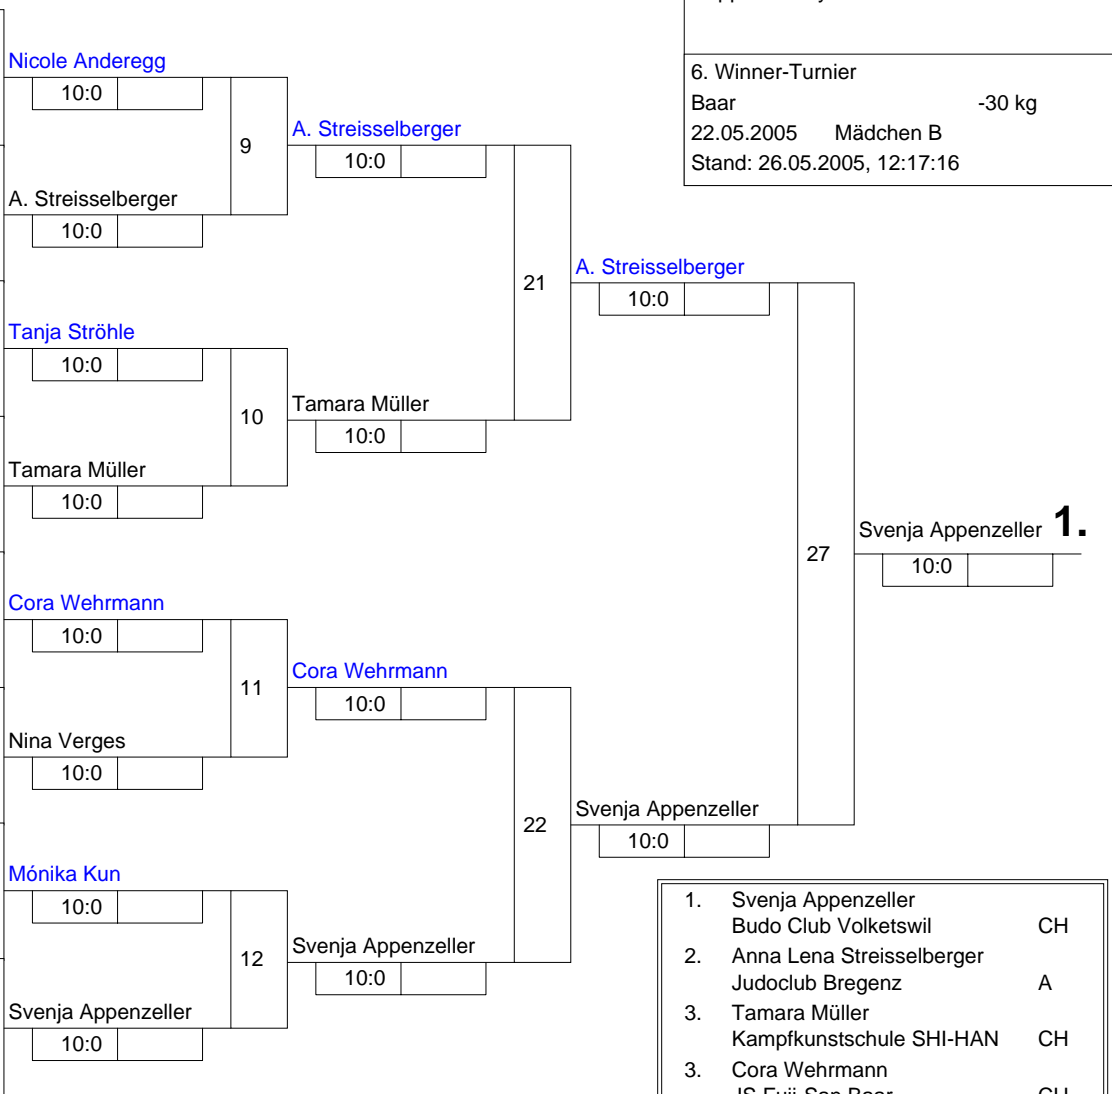 Nicole Anderegg
10:0
9
A. Streisselberger
10:0
A. Streisselberger
10:0
6. Winner-Turnier
Baar -30 kg
22.05.2005 Mädchen B
Stand: 26.05.2005, 12:17:16
21
A. Streisselberger
10:0
Tanja Ströhle
10:0
10
Tamara Müller
10:0
Tamara Müller
10:0
27
Svenja Appenzeller 1.
10:0
Cora Wehrmann
10:0
11
Nina Verges
10:0
Cora Wehrmann
10:0
22
Svenja Appenzeller
10:0
Mónika Kun
10:0
12
Svenja Appenzeller
10:0
Svenja Appenzeller
10:0
1. Svenja Appenzeller
Budo Club Volketswil CH
2. Anna Lena Streisselberger
Judoclub Bregenz A
3. Tamara Müller
Kampfkunstschule SHI-HAN CH
3. Cora Wehrmann
JS Fuji-San Baar CH